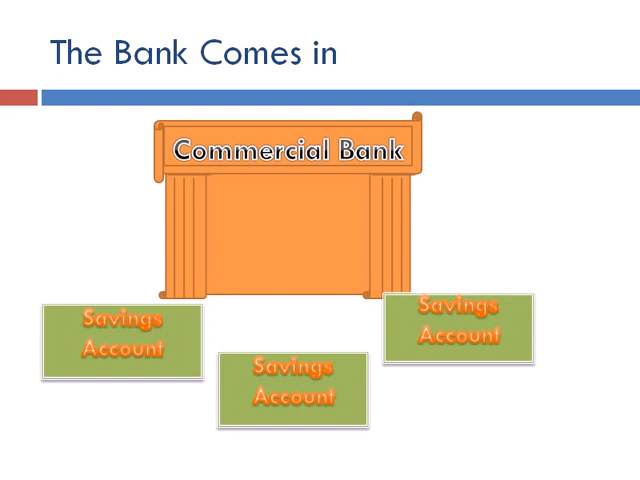 The Bank Comes in
Commercial Bank
Savings
Account
Savings
Account
Savings
Account